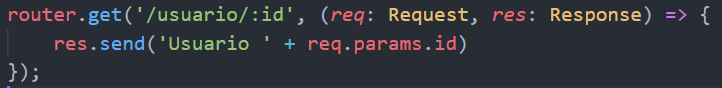 router.get('/usuario/:id', (req: Request, res: Response) => {
    res.send('Usuario ' + req.params.id)
});